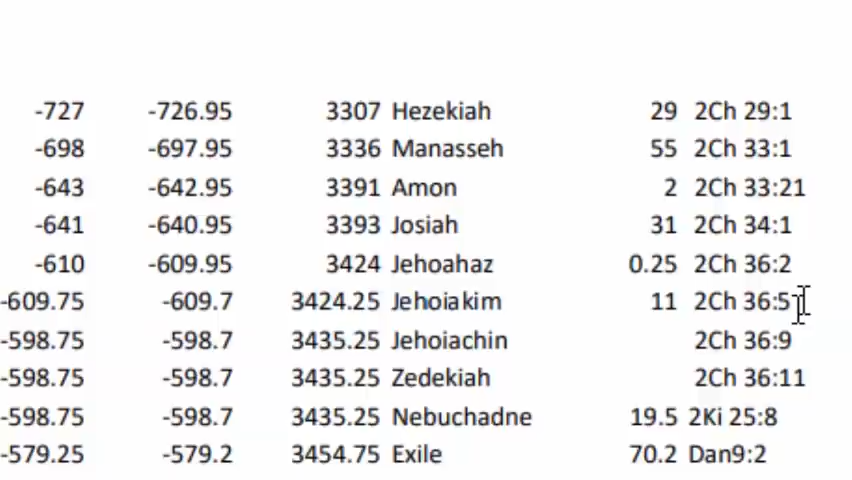 -727 -726.95 3307 Hezekiah 29 2Ch 29:1
-698 -697.95 3336 Manasseh 55 2Ch 33:1
-643 -642.95 3391 Amon 2 2Ch 33:21
-641 -640.95 3393 Josiah 31 2Ch 34:1
-610 -609.95 3424 Jehoahaz 0.25 2Ch 36:2
-609.75 -609.7 3424.25 Jehoiakim 11 2Ch 36:5
-598.75 -598.7 3435.25 Jehoiachin 2Ch 36:9
-598.75 -598.7 3435.25 Zedekiah 2Ch 36:11
-598.75 -598.7 3435.25 Nebuchadne 19.5 2Ki 25:8
-579.25 -579.2 3454.75 Exile 70.2 Dan9:2